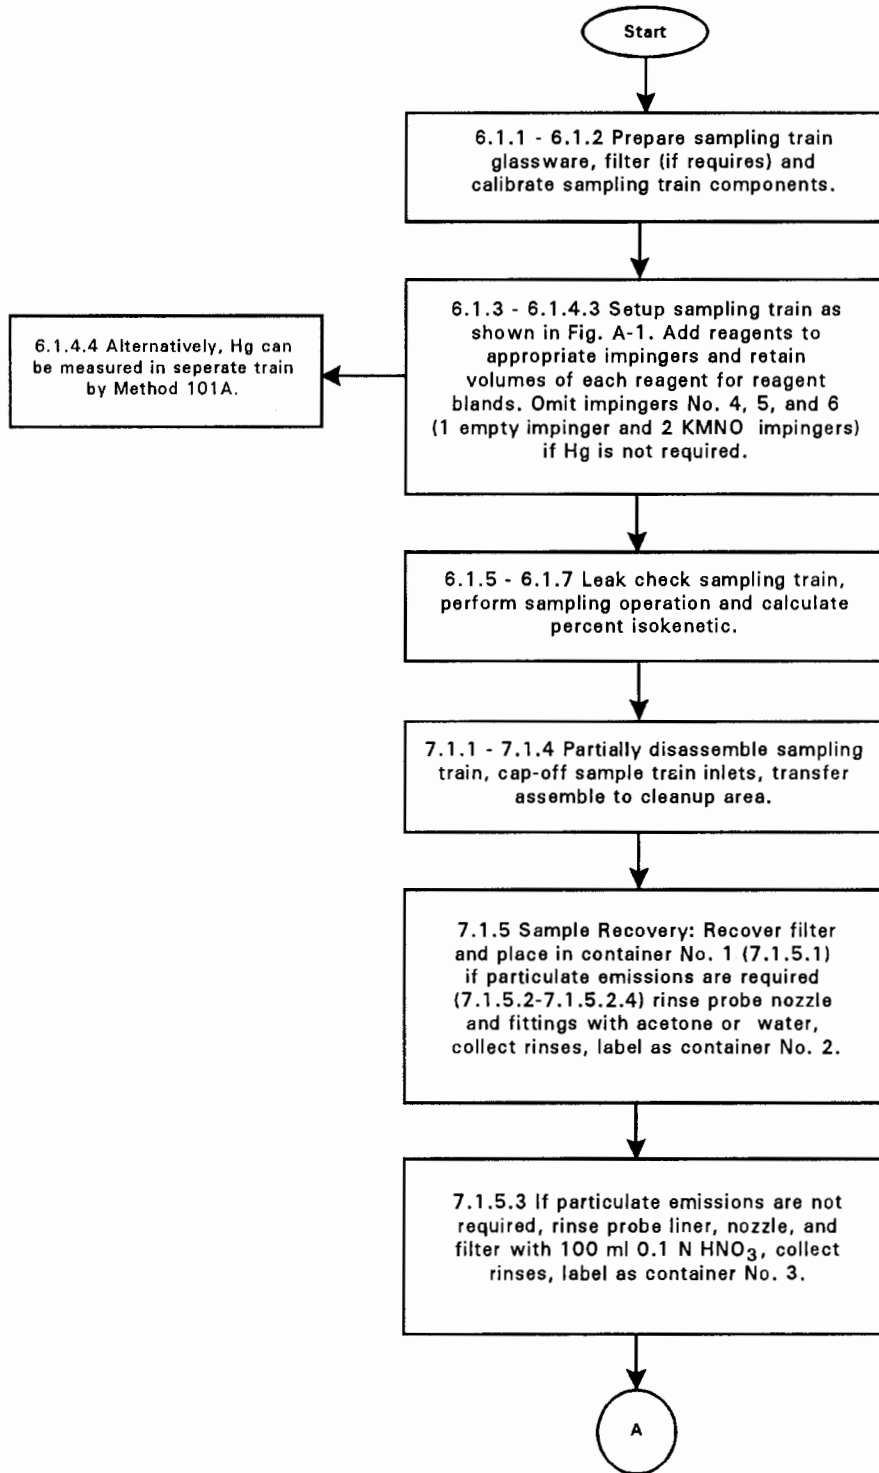 Start
6.1.1 - 6.1.2 Prepare sampling train
glassware, filter (if requires) and
calibrate sampling train components.
6.1.3 - 6.1.4.3 Setup sampling train as
shown in Fig. A-1. Add reagents to
appropriate impingers and retain
volumes of each reagent for reagent
blands. Omit impingers No. 4, 5, and 6
(1 empty impinger and 2 KMNO impingers)
if Hg is not required.
6.1.4.4 Alternatively, Hg can
be measured in seperate train
by Method 101A.
6.1.5 - 6.1.7 Leak check sampling train,
perform sampling operation and calculate
percent isokenetic.
7.1.1 - 7.1.4 Partially disassemble sampling
train, cap-off sample train inlets, transfer
assemble to cleanup area.
7.1.5 Sample Recovery: Recover filter
and place in container No. 1 (7.1.5.1)
if particulate emissions are required
(7.1.5.2-7.1.5.2.4) rinse probe nozzle
and fittings with acetone or water,
collect rinses, label as container No. 2.
7.1.5.3 If particulate emissions are not
required, rinse probe liner, nozzle, and
filter with 100 ml 0.1 N HNO₃, collect
rinses, label as container No. 3.
A